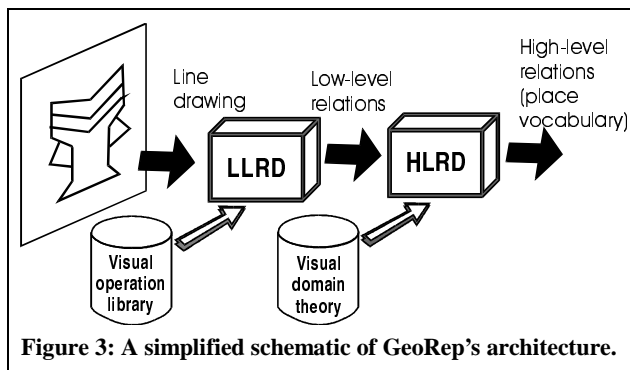 Line
drawing
Low-level
relations
High-level
relations
(place
vocabulary)
LLRD
HLRD
Visual
operation
library
Visual
domain
theory
Figure 3: A simplified schematic of GeoRep's architecture.